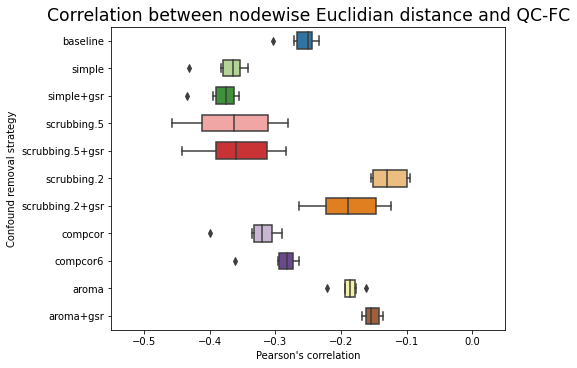 Correlation between nodewise Euclidian distance and QC-FC
Confound removal strategy
baseline
simple
simple+gsr
scrubbing.5
scrubbing.5+gsr
scrubbing.2
scrubbing.2+gsr
compcor
compcor6
aroma
aroma+gsr
−0.5 −0.4 −0.3 −0.2 −0.1 0.0
Pearson's correlation